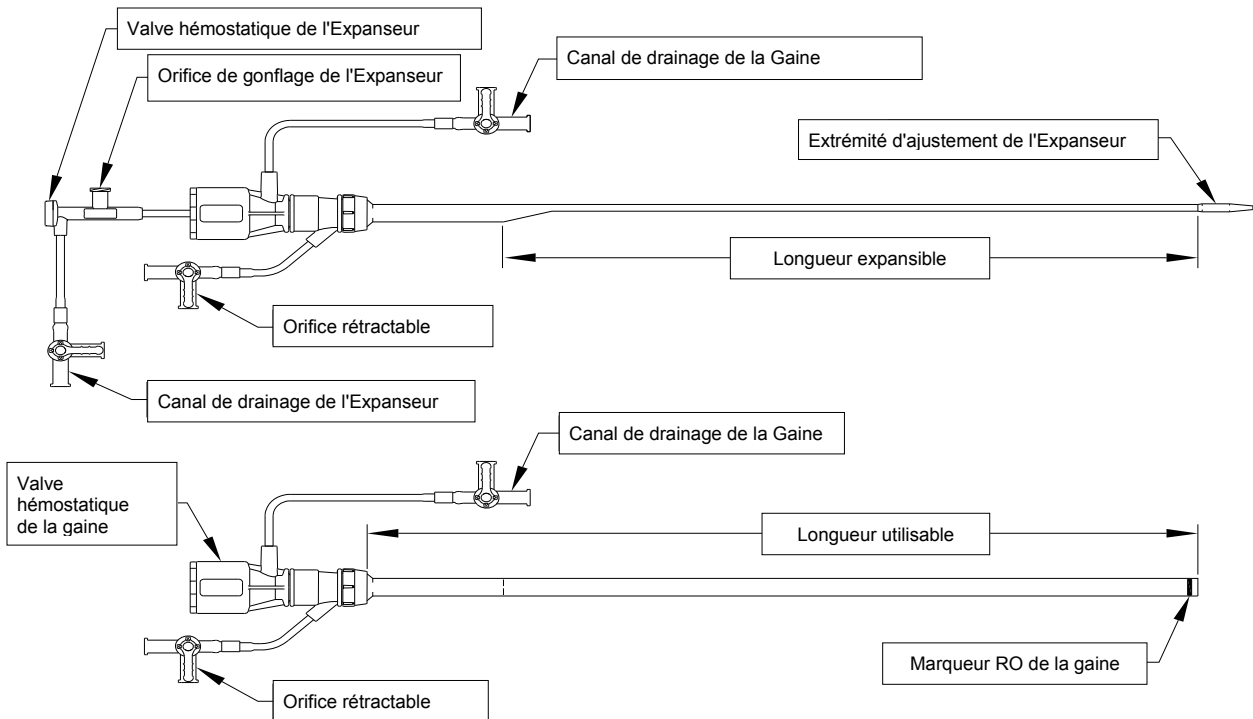 Valve hémostatique de l'Expanseur
Orifice de gonflage de l'Expanseur
Canal de drainage de la Gaine
Extrémité d'ajustement de l'Expanseur
Longueur expansible
Orifice rétractable
Canal de drainage de l'Expanseur
Canal de drainage de la Gaine
Valve
hémostatique
de la gaine
Longueur utilisable
Marqueur RO de la gaine
Orifice rétractable